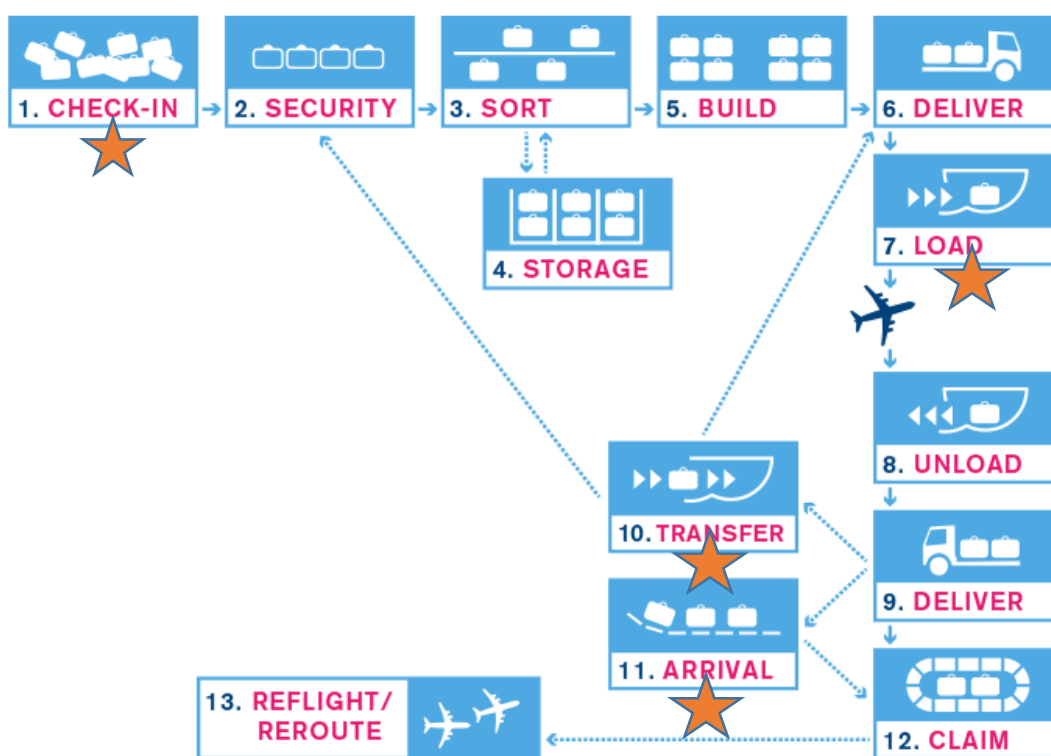 1. CHECK-IN
2. SECURITY
3. SORT
5. BUILD
6. DELIVER
4. STORAGE
7. LOAD
8. UNLOAD
10. TRANSFER
9. DELIVER
11. ARRIVAL
13. REFLIGHT/
REROUTE
12. CLAIM